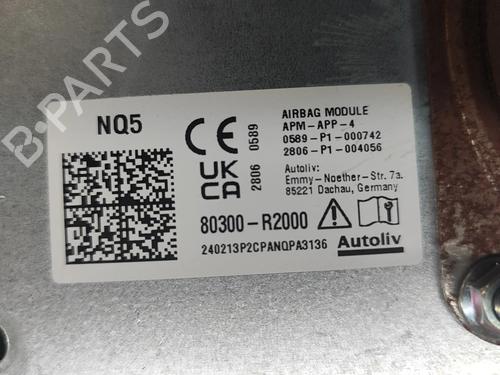 NQ5
CE
0589
UK
CA
2806
AIRBAG MODULE
APM-APP-4
0589-P1-000742
2806-P1-004056
Autoliv:
Emmy-Noether-Str. 7a.
85221 Dachau, Germany
80300-R2000
240213P2CPANQPA3136
Autoliv
B-PARTS